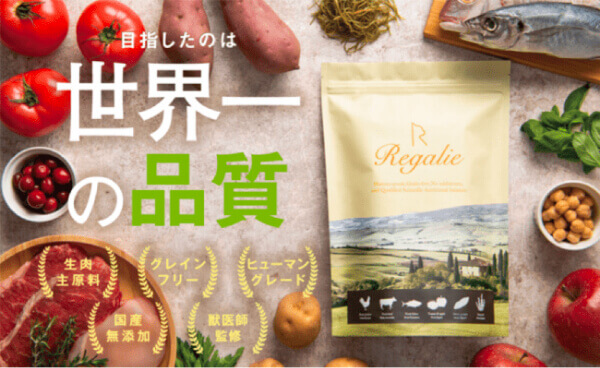 目指したのは
世界一
の品質
生肉
主原料
グレイン
フリー
ヒューマン
グレード
国産
無添加
獣医師
監修
R
Regalie